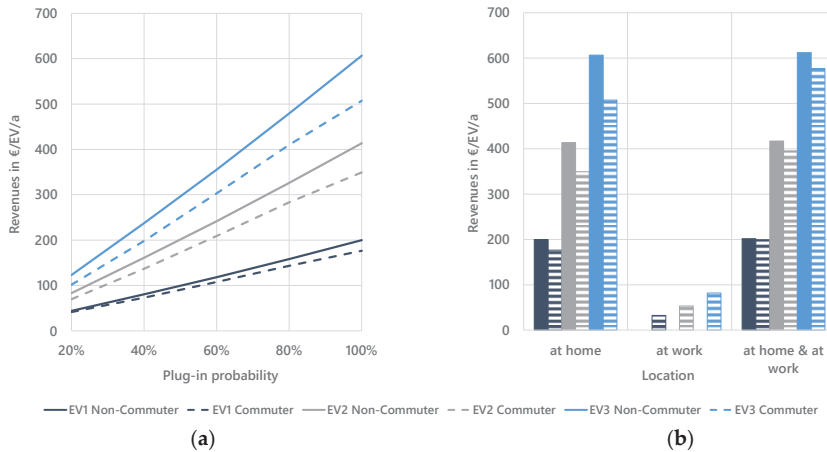 700
600
500
400
300
200
100
0
Revenues in €/EV/a
20% 40% 60% 80% 100%
Plug-in probability
700
600
500
400
300
200
100
0
Revenues in €/EV/a
at home at work at home & at work
Location
EV1 Non-Commuter EV1 Commuter EV2 Non-Commuter EV2 Commuter EV3 Non-Commuter EV3 Commuter
(a) (b)